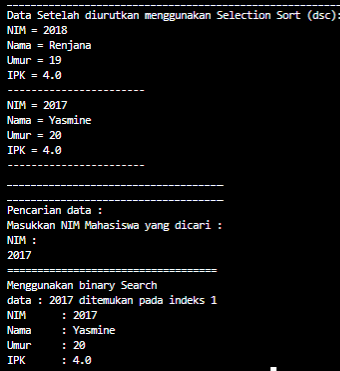 Data Setelah diurutkan menggunakan Selection Sort (dsc):
NIM = 2018
Nama = Renjana
Umur = 19
IPK = 4.0
-----------------------
NIM = 2017
Nama = Yasmine
Umur = 20
IPK = 4.0
-----------------------
____________________________________
____________________________________
Pencarian data :
Masukkan NIM Mahasiswa yang dicari :
NIM :
2017
===================================
Menggunakan binary Search
data : 2017 ditemukan pada indeks 1
NIM      : 2017
Nama     : Yasmine
Umur     : 20
IPK      : 4.0